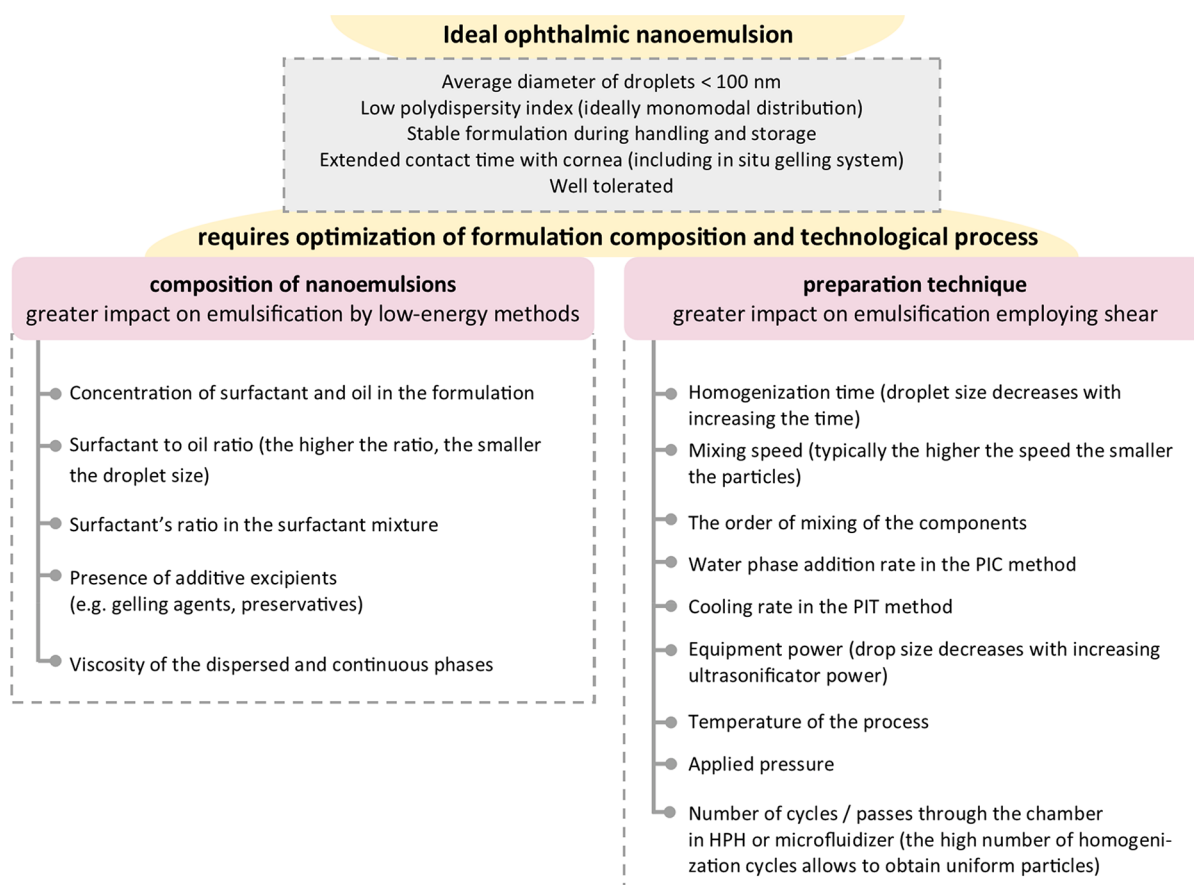 Ideal ophthalmic nanoemulsion
Average diameter of droplets < 100 nm
Low polydispersity index (ideally monomodal distribution)
Stable formulation during handling and storage
Extended contact time with cornea (including in situ gelling system)
Well tolerated
requires optimization of formulation composition and technological process
composition of nanoemulsions
greater impact on emulsification by low-energy methods
Concentration of surfactant and oil in the formulation
Surfactant to oil ratio (the higher the ratio, the smaller
the droplet size)
Surfactant's ratio in the surfactant mixture
Presence of additive excipients
(e.g. gelling agents, preservatives)
Viscosity of the dispersed and continuous phases
preparation technique
greater impact on emulsification employing shear
Homogenization time (droplet size decreases with
increasing the time)
Mixing speed (typically the higher the speed the smaller
the particles)
The order of mixing of the components
Water phase addition rate in the PIC method
Cooling rate in the PIT method
Equipment power (drop size decreases with increasing
ultrasonificator power)
Temperature of the process
Applied pressure
Number of cycles / passes through the chamber
in HPH or microfluidizer (the high number of homogeni-
zation cycles allows to obtain uniform particles)